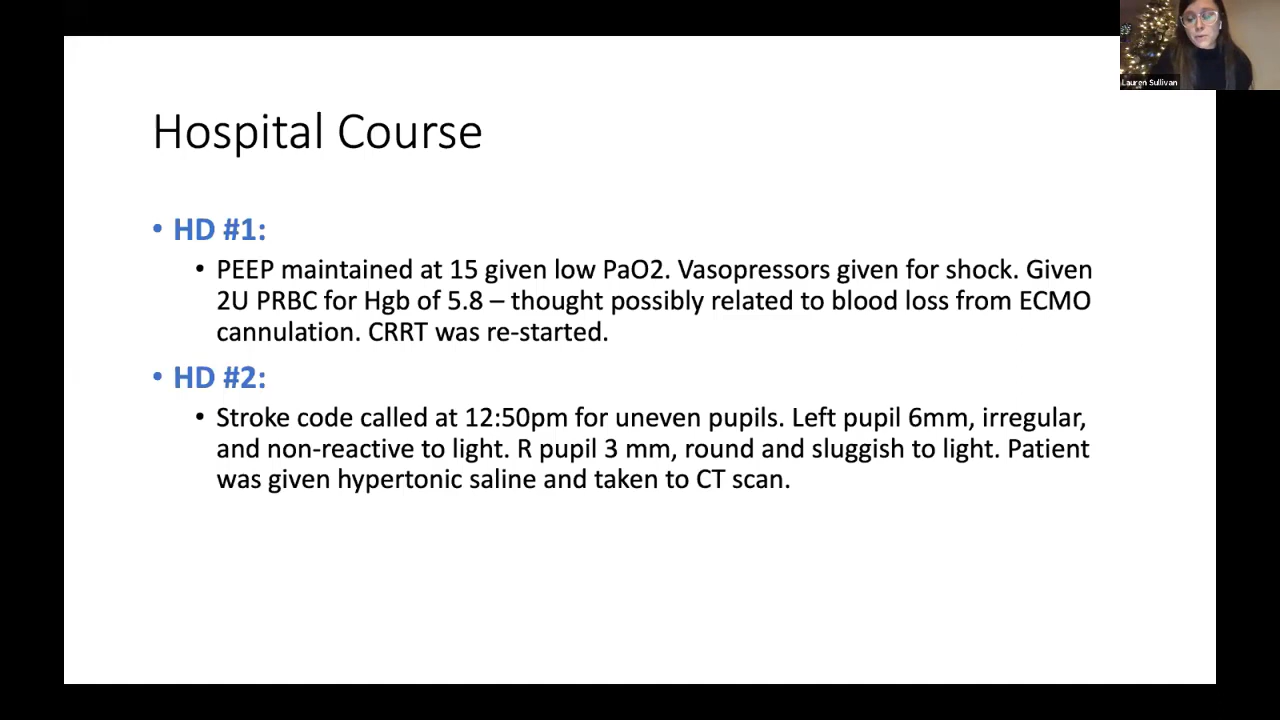 Lauren Sullivan
Hospital Course
• HD #1:
• PEEP maintained at 15 given low PaO2. Vasopressors given for shock. Given
2U PRBC for Hgb of 5.8 – thought possibly related to blood loss from ECMO
cannulation. CRRT was re-started.
• HD #2:
• Stroke code called at 12:50pm for uneven pupils. Left pupil 6mm, irregular,
and non-reactive to light. R pupil 3 mm, round and sluggish to light. Patient
was given hypertonic saline and taken to CT scan.